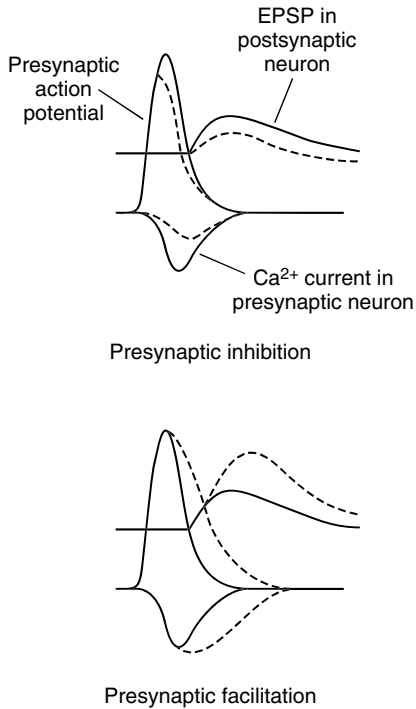 EPSP in
postsynaptic
neuron
Presynaptic
action
potential
Ca2+ current in
presynaptic neuron
Presynaptic inhibition
Presynaptic facilitation